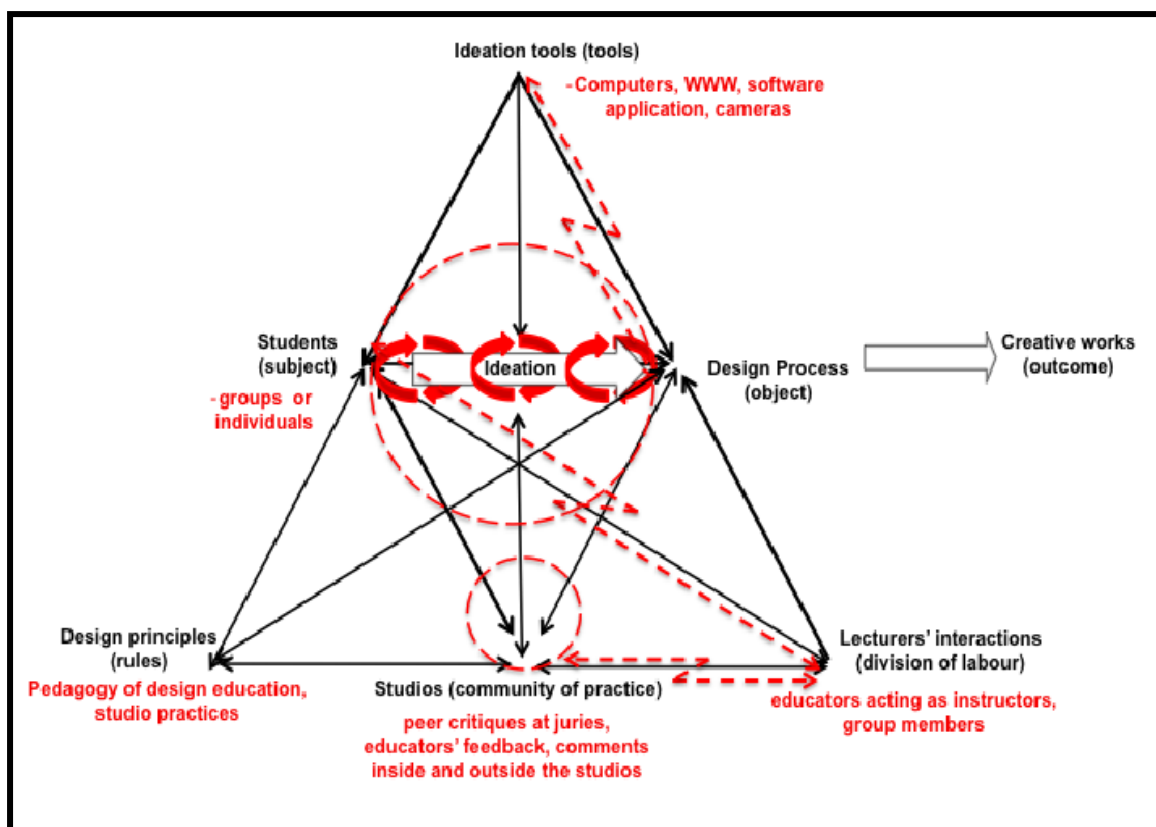 Ideation tools (tools)
-Computers, WWW, software
application, cameras
Students
(subject)
- groups or
individuals
Ideation
Design Process
(object)
Creative works
(outcome)
Design principles
(rules)
Pedagogy of design education,
studio practices
Studios (community of practice)
peer critiques at juries,
educators' feedback, comments
inside and outside the studios
Lecturers' interactions
(division of labour)
educators acting as instructors,
group members